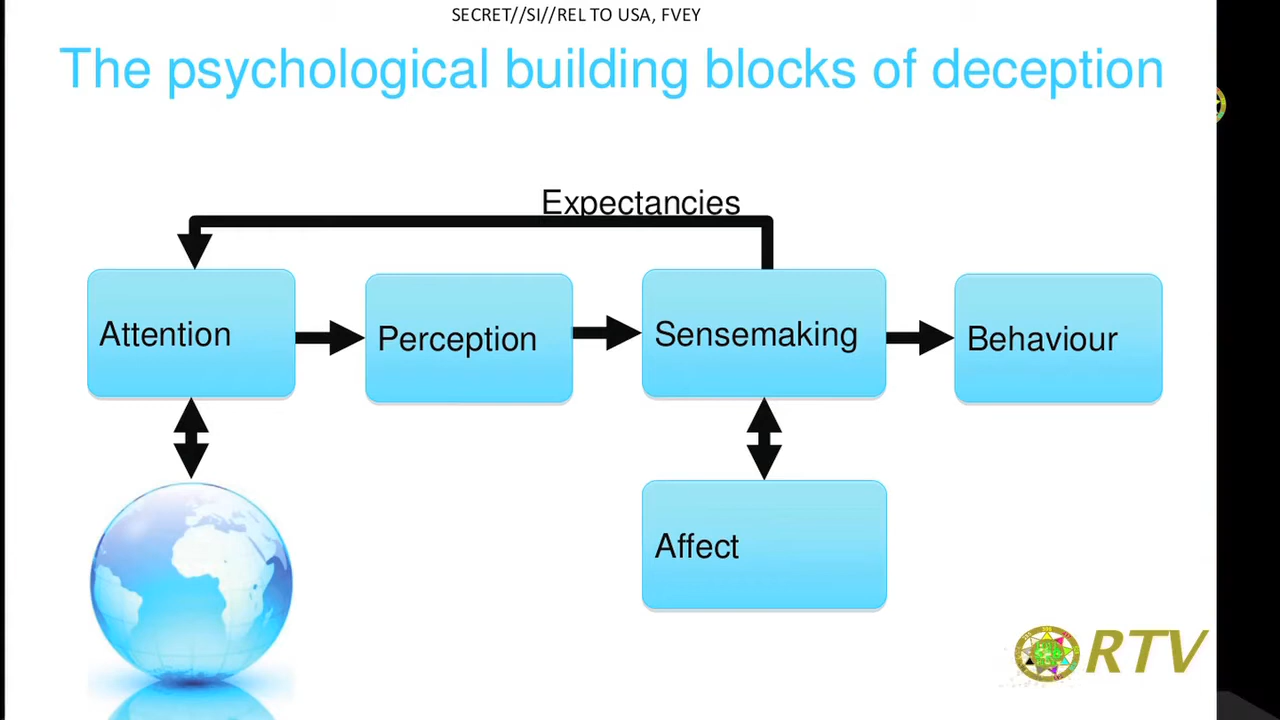 SECRET//SI//REL TO USA, FVEY
The psychological building blocks of deception
Expectancies
Attention
Perception
Sensemaking
Behaviour
Affect
RTV